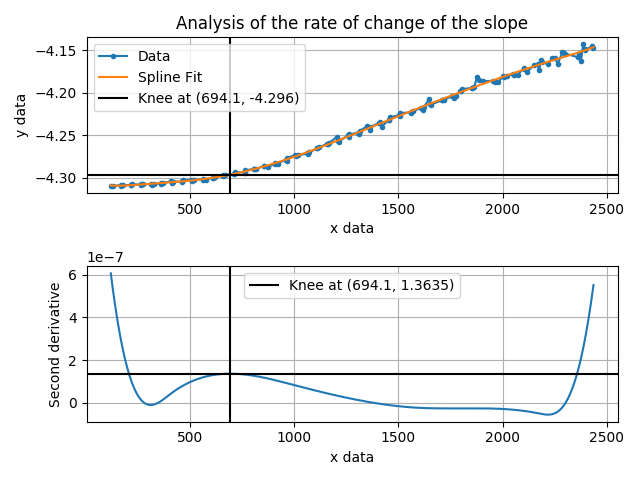 Analysis of the rate of change of the slope
−4.15
−4.20
−4.25
−4.30
y data
Data
Spline Fit
Knee at (694.1, -4.296)
500
1000
1500
2000
2500
x data
1e−7
6
4
2
0
Second derivative
Knee at (694.1, 1.3635)
500
1000
1500
2000
2500
x data